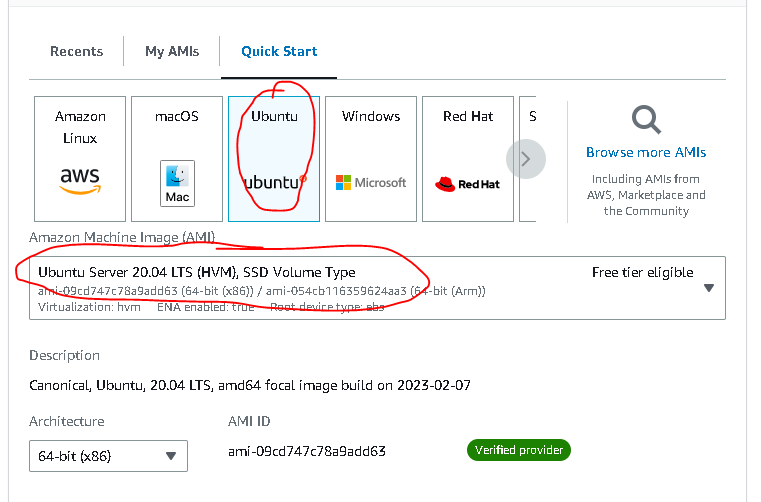 Recents My AMIs Quick Start
Amazon Linux
aws
macOS
Mac
Ubuntu
ubuntu
Windows
Microsoft
Red Hat
Red Hat
S
Browse more AMIs
Including AMIs from
AWS, Marketplace and
the Community
Amazon Machine Image (AMI)
Ubuntu Server 20.04 LTS (HVM), SSD Volume Type Free tier eligible
ami-09cd747c78a9add63 (64-bit (x86)) / ami-054cb116359624aa3 (64-bit (Arm))
Virtualization: hvm ENA enabled: true Root device type: ebs
Description
Canonical, Ubuntu, 20.04 LTS, amd64 focal image build on 2023-02-07
Architecture AMI ID
64-bit (x86) ami-09cd747c78a9add63 Verified provider